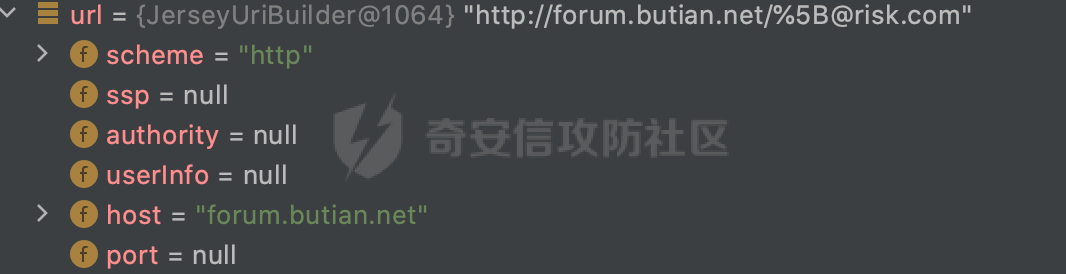 url = {JerseyUriBuilder@1064} "http://forum.butian.net/%5B@risk.com"
f scheme = "http"
f ssp = null
f authority = null
奇安信攻防社区
f userInfo = null
f host = "forum.butian.net"
f port = null